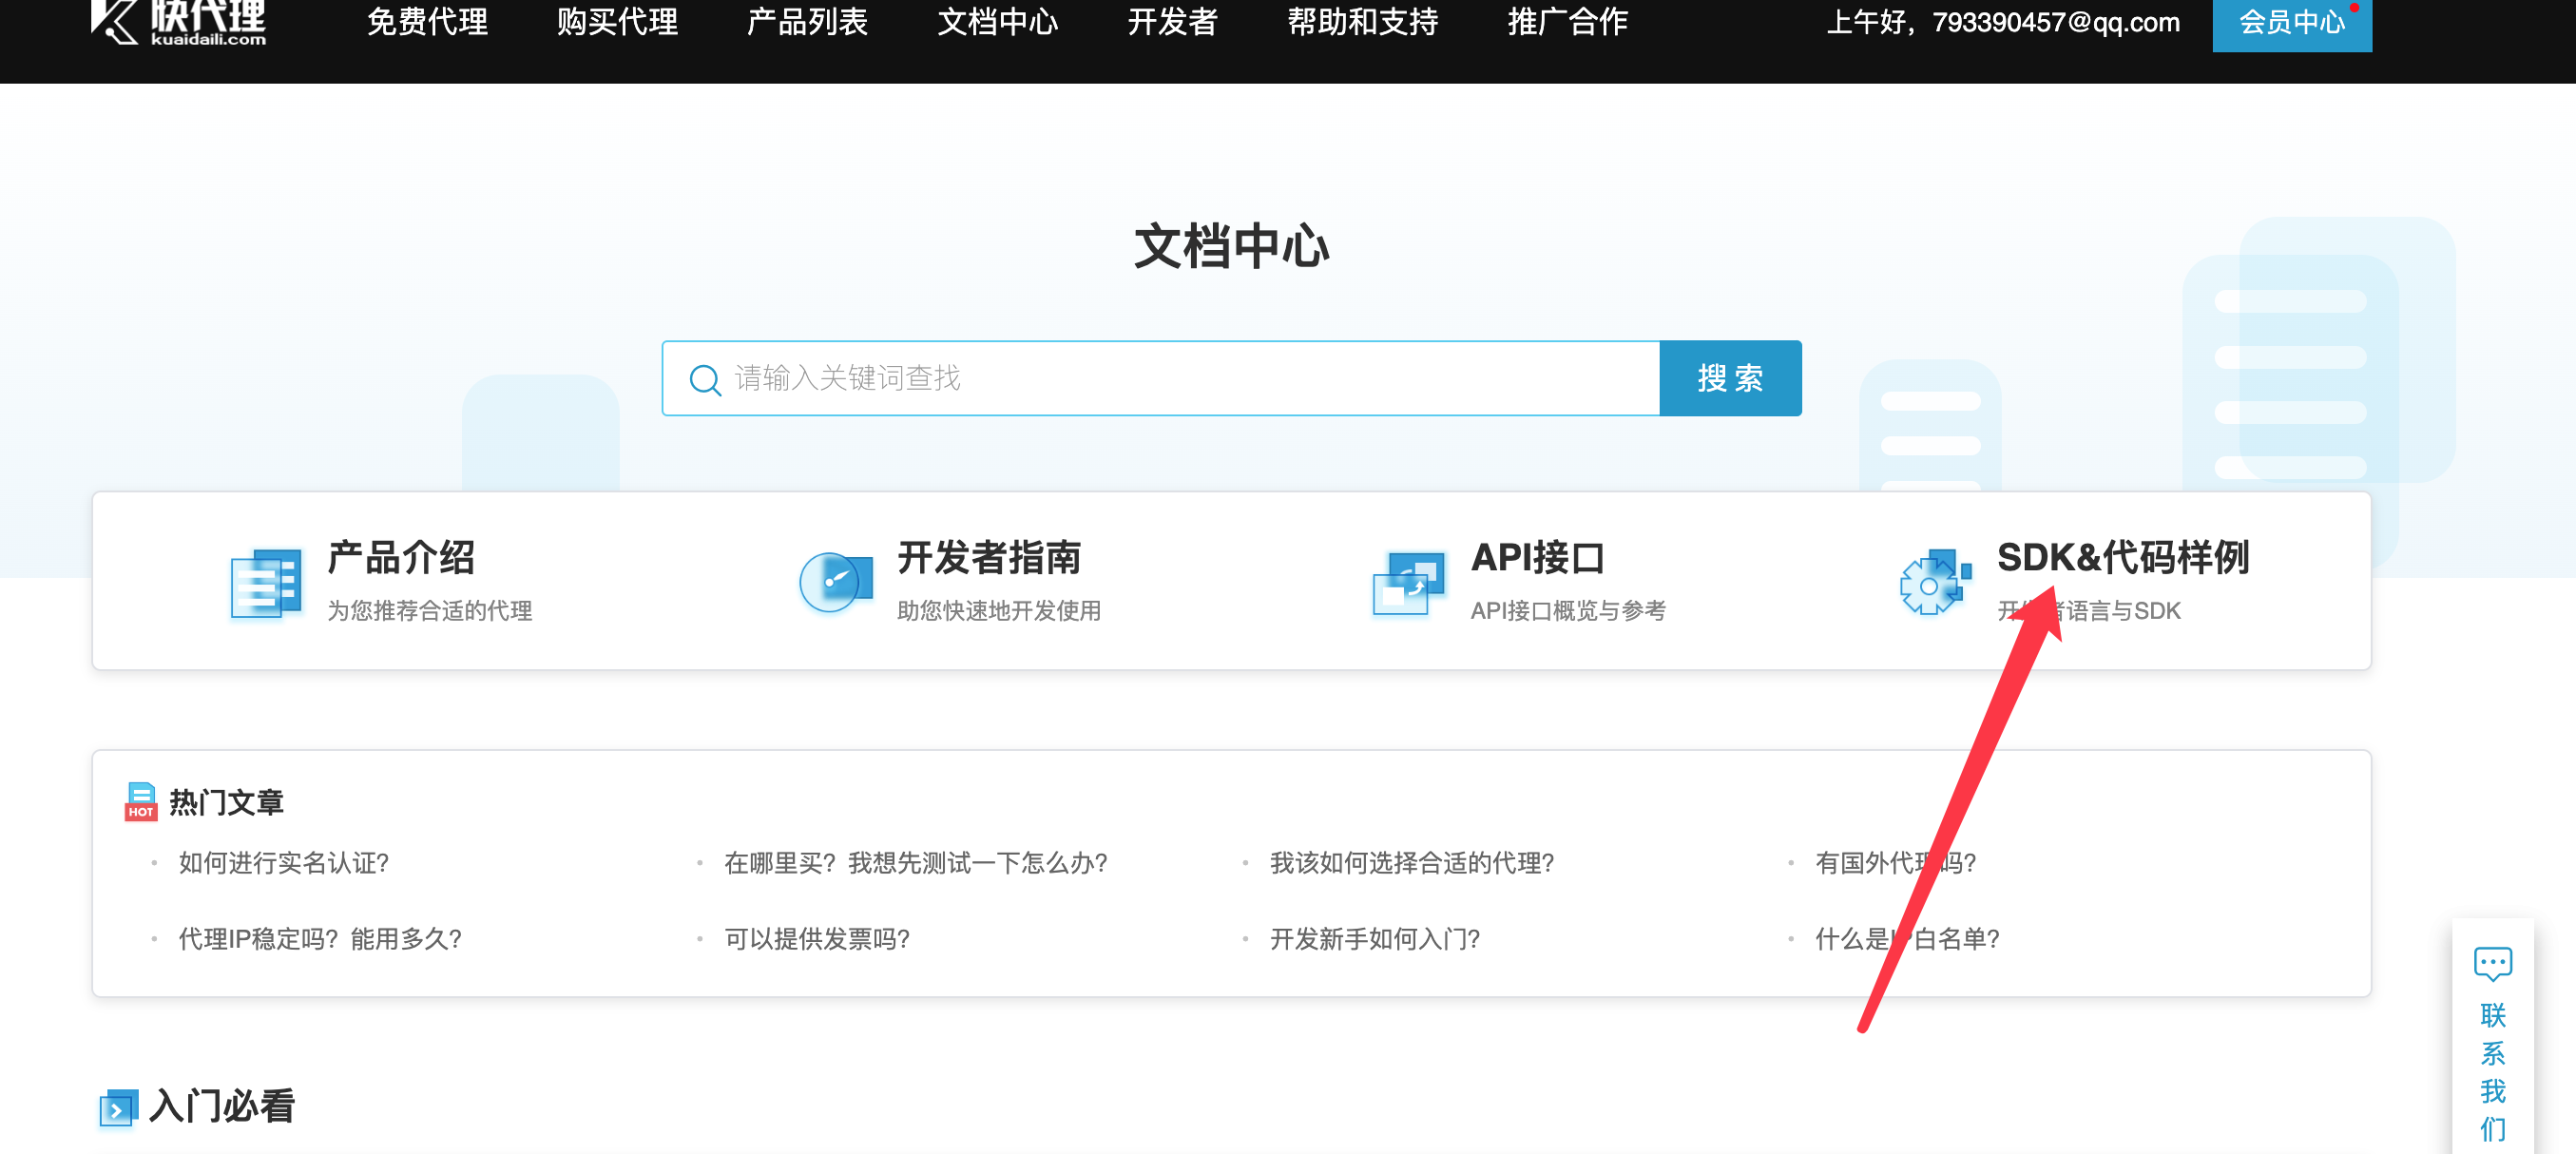 快代理
kuaidaili.com
免费代理
购买代理
产品列表
文档中心
开发者
帮助和支持
推广合作
上午好，793390457@qq.com
会员中心
文档中心
请输入关键词查找
搜 索
产品介绍
为您推荐合适的代理
开发者指南
助您快速地开发使用
API接口
API接口概览与参考
SDK&代码样例
开发者语言与SDK
HOT
热门文章
如何进行实名认证?
在哪里买？我想先测试一下怎么办?
我该如何选择合适的代理?
有国外代理吗?
代理IP稳定吗？能用多久?
可以提供发票吗?
开发新手如何入门?
什么是IP白名单?
入门必看
联系我们